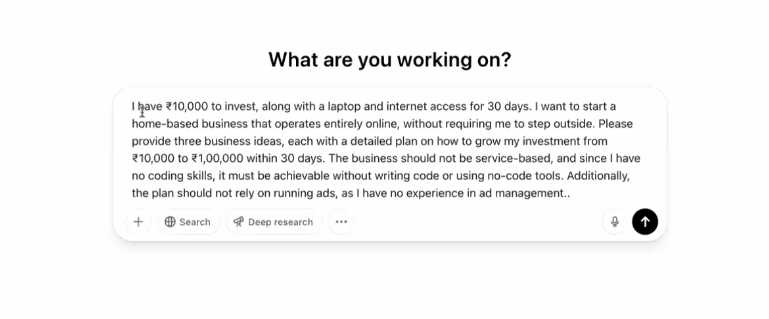 What are you working on?
I have ₹10,000 to invest, along with a laptop and internet access for 30 days. I want to start a
home-based business that operates entirely online, without requiring me to step outside. Please
provide three business ideas, each with a detailed plan on how to grow my investment from
₹10,000 to ₹1,00,000 within 30 days. The business should not be service-based, and since I have
no coding skills, it must be achievable without writing code or using no-code tools. Additionally,
the plan should not rely on running ads, as I have no experience in ad management..
Search Deep research